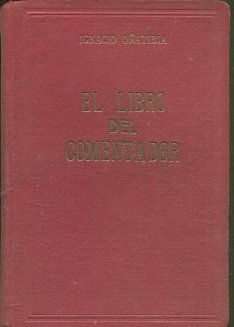 IGNACIO OÑATIBIA
EL LIBRO
DEL
COMENTADOR